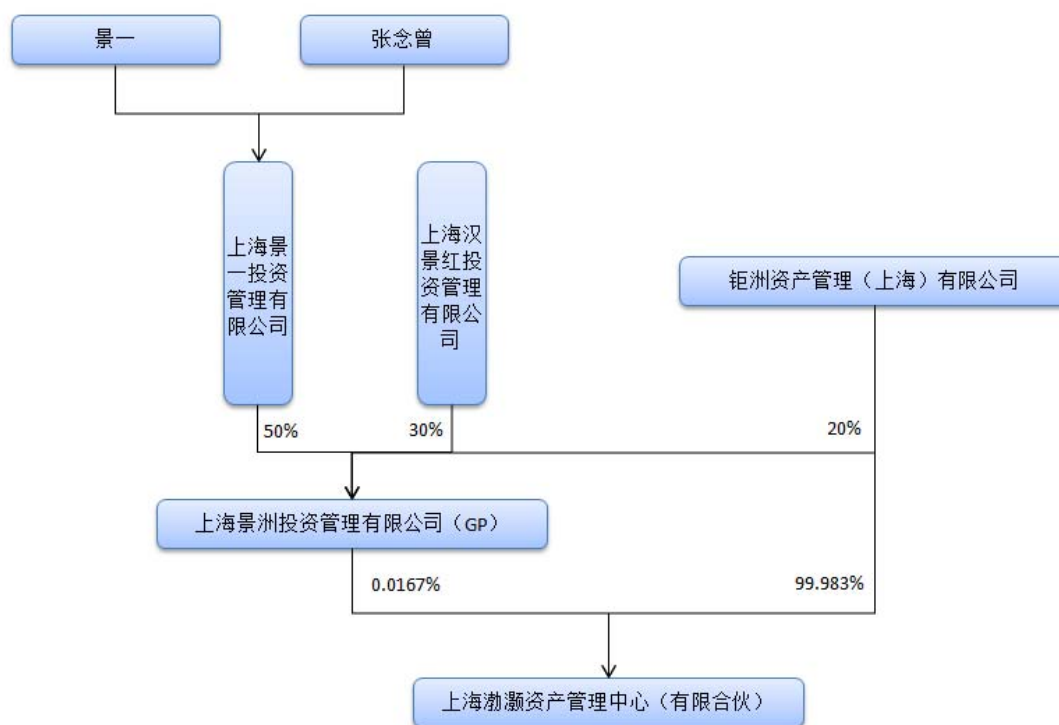 景一
张念曾
上海景
一投资
管理有
限公司
上海汉
景红投
资管理
有限公
司
钜洲资产管理（上海）有限公司
50%
30%
20%
上海景洲投资管理有限公司（GP）
0.0167%
99.983%
上海渤灏资产管理中心（有限合伙）